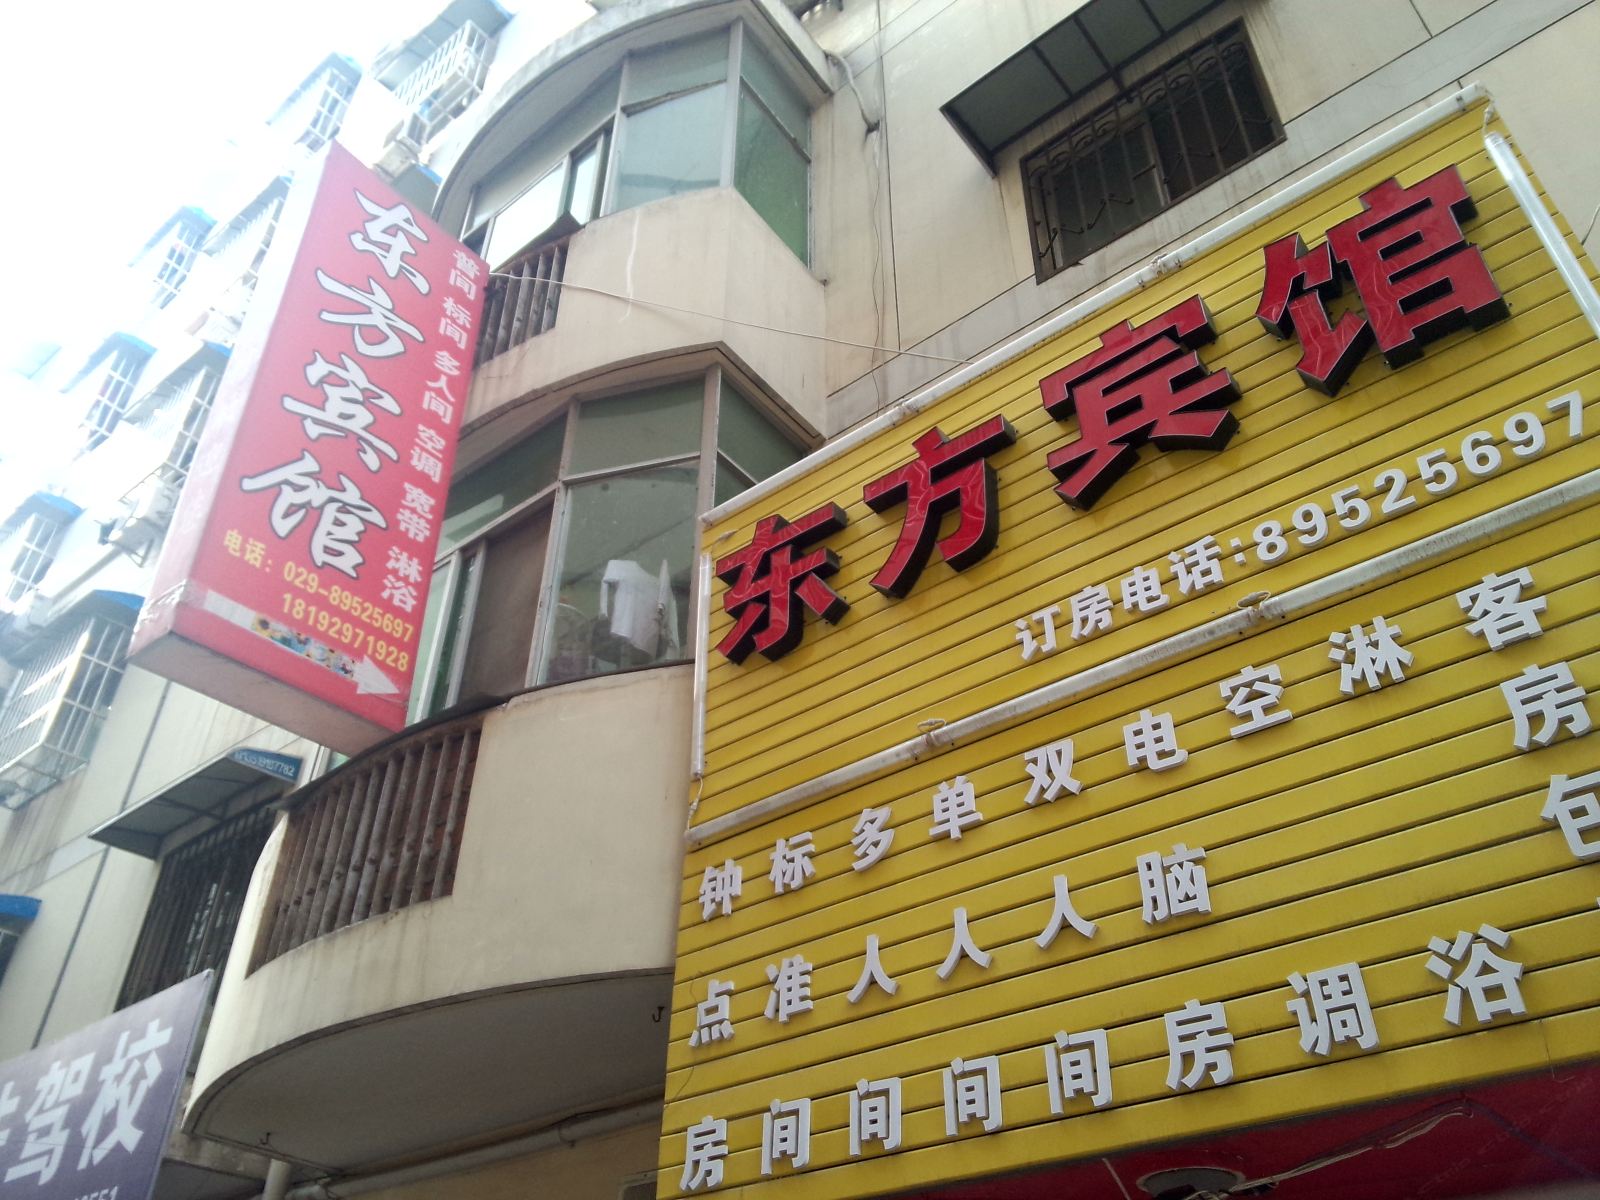 东方宾馆
普间 标间 多人间 空调 宽带 淋浴
电话：029-89525697
18192971928
东方宾馆
订房电话:89525697
钟点房
标准间
多人间
单人间
双人间
电脑房
空调
淋浴
客房
包
驾校